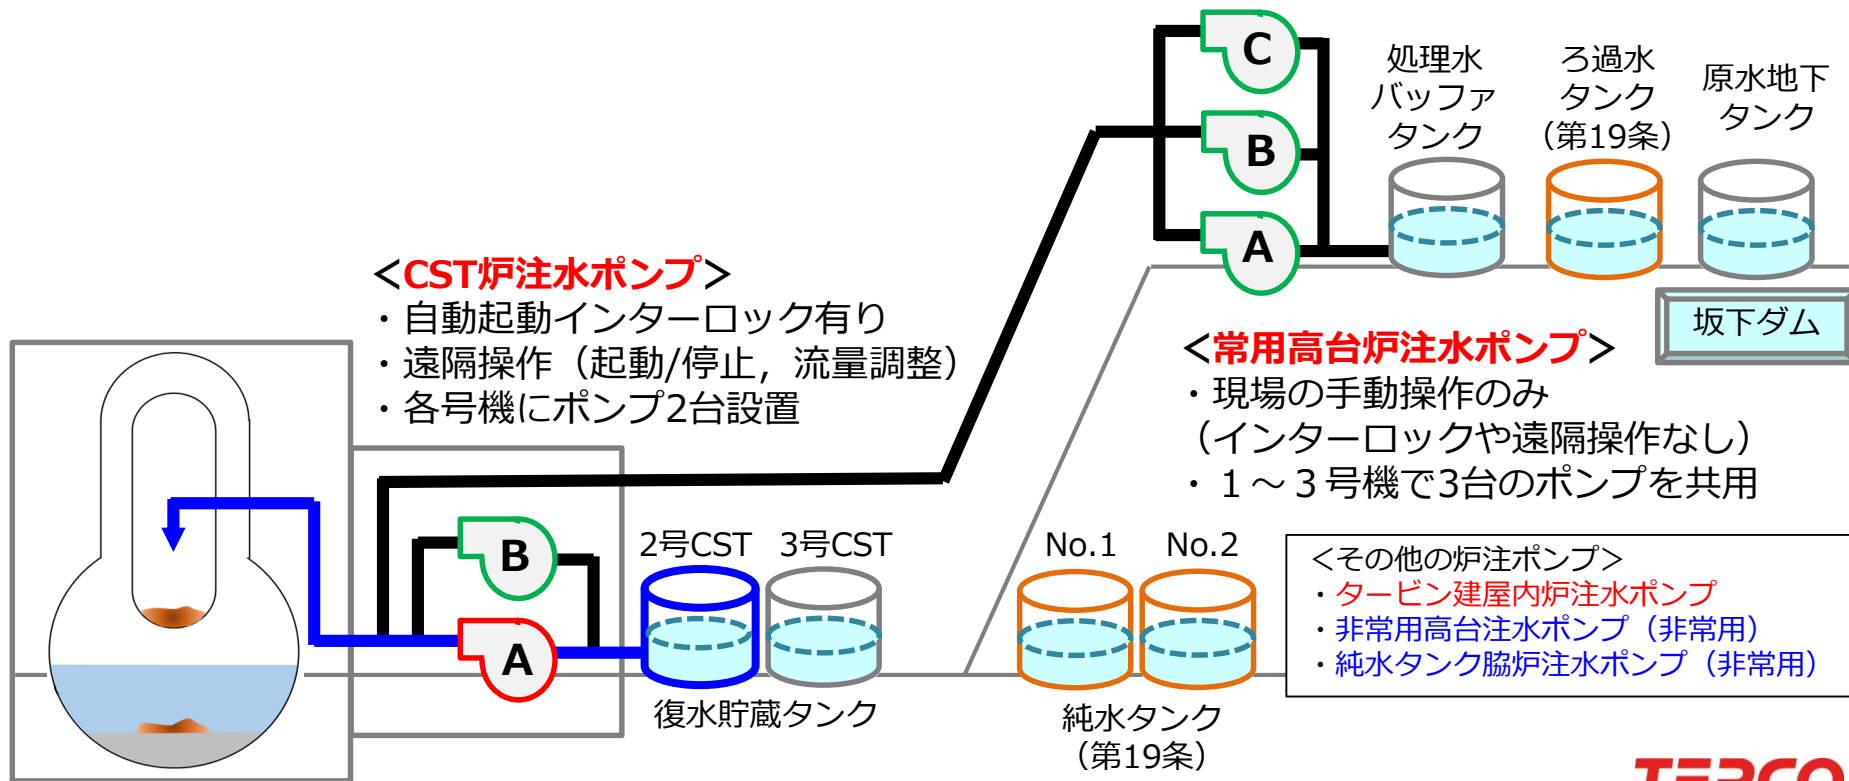 C
B
A
処理水
バッファ
タンク
ろ過水
タンク
(第19条)
原水地下
タンク
坂下ダム
<CST炉注水ポンプ>
・自動起動インターロック有り
・遠隔操作（起動/停止，流量調整）
・各号機にポンプ2台設置
<常用高台炉注水ポンプ>
・現場の手動操作のみ
（インターロックや遠隔操作なし）
・１～３号機で3台のポンプを共用
B
A
2号CST
3号CST
復水貯蔵タンク
No.1
No.2
純水タンク
(第19条)
<その他の炉注ポンプ>
・タービン建屋内炉注水ポンプ
・非常用高台注水ポンプ（非常用）
・純水タンク脇炉注水ポンプ（非常用）
TEPCO